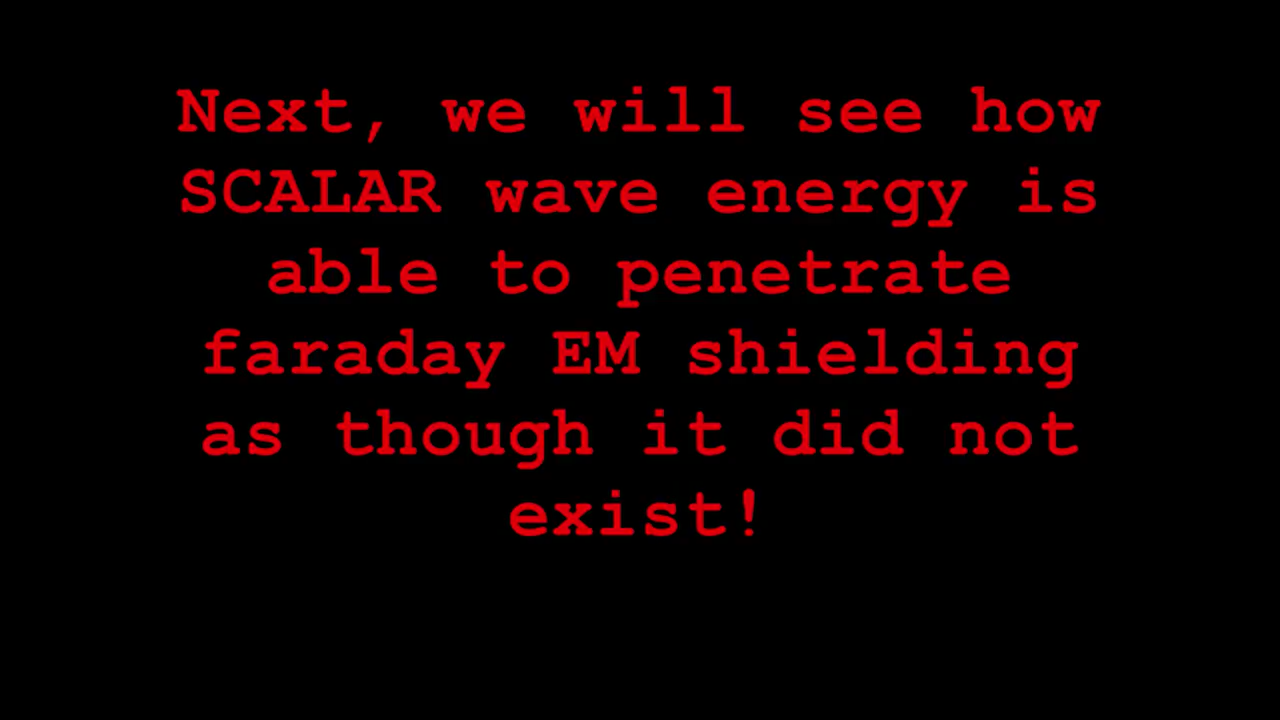 Next, we will see how
SCALAR wave energy is
able to penetrate
faraday EM shielding
as though it did not
exist!